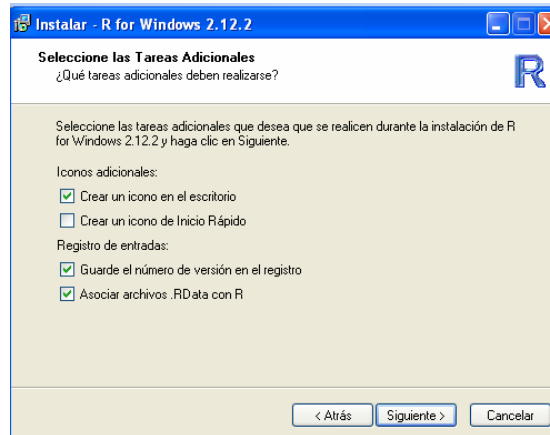 Instalar - R for Windows 2.12.2
Seleccione las Tareas Adicionales
¿Qué tareas adicionales deben realizarse?
R
Seleccione las tareas adicionales que desea que se realicen durante la instalación de R
for Windows 2.12.2 y haga clic en Siguiente.
Iconos adicionales:
Crear un icono en el escritorio
Crear un icono de Inicio Rápido
Registro de entradas:
Guarde el número de versión en el registro
Asociar archivos .RData con R
< Atrás Siguiente > Cancelar